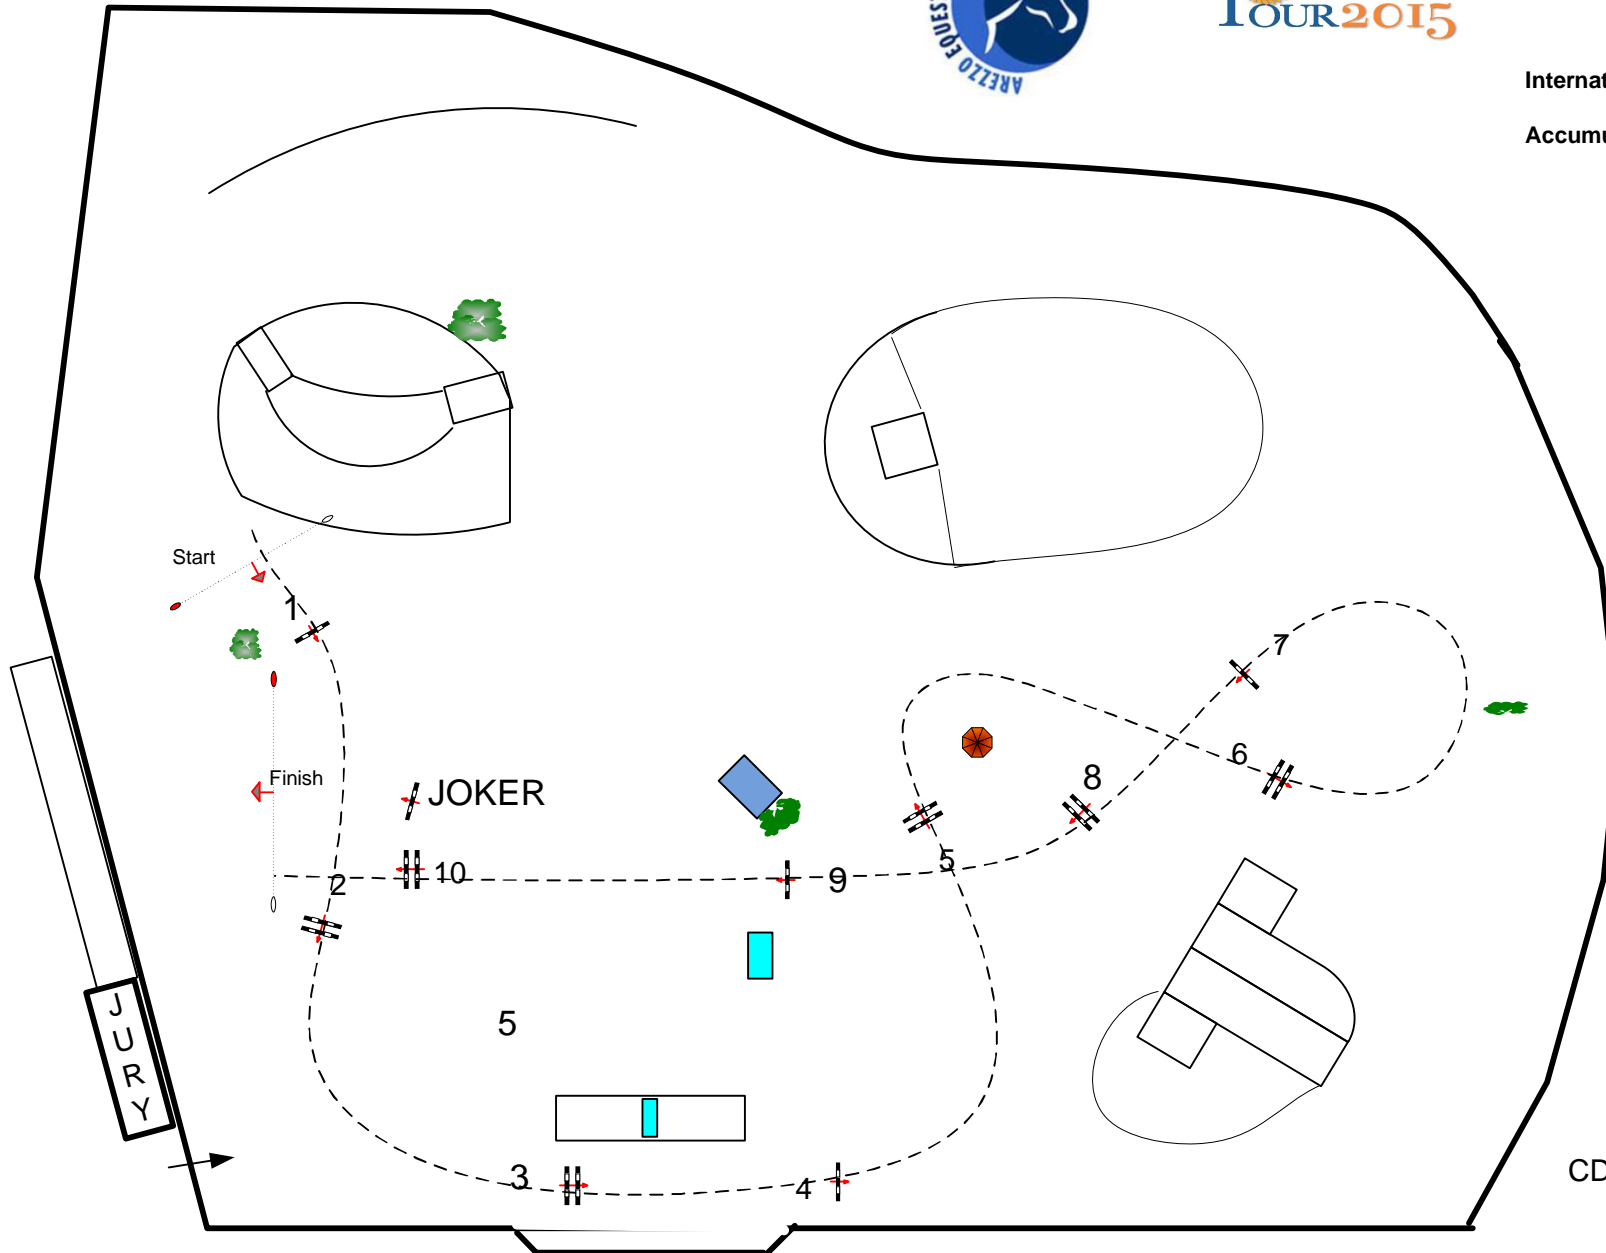 TOUR2015
AREZZO EQUES
Internat
Accumu
Start
1
7
6
Finish
JOKER
8
5
10
9
2
5
J
U
R
Y
3
4
CD